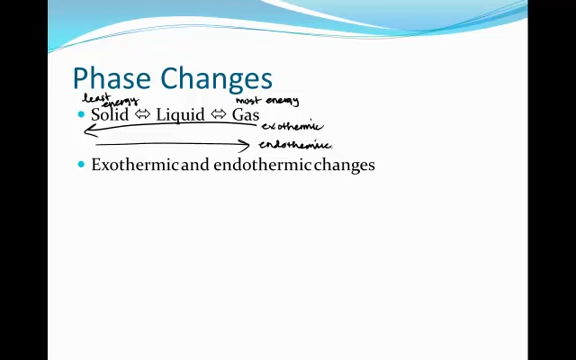 Phase Changes
least
energy
most energy
• Solid ⇔ Liquid ⇔ Gas
exothermic
endothermic
• Exothermic and endothermic changes